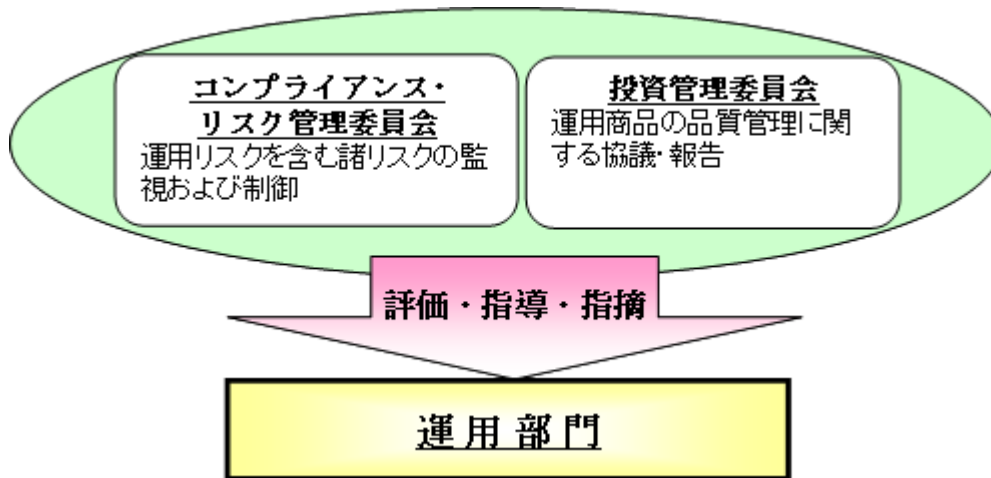 コンプライアンス・
リスク管理委員会
運用リスクを含む諸リスクの監
視および制御
投資管理委員会
運用商品の品質管理に関
する協議・報告
評価・指導・指摘
運用部門